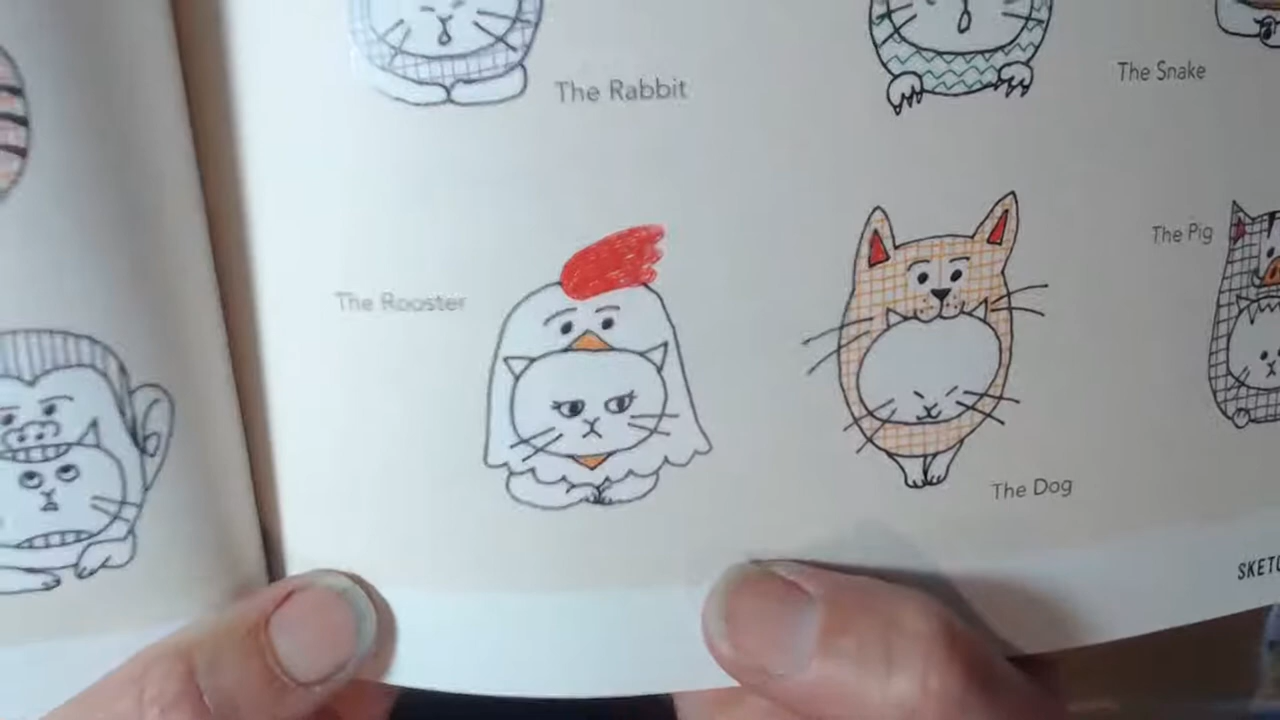 The Rabbit
The Snake
The Rooster
The Pig
The Dog